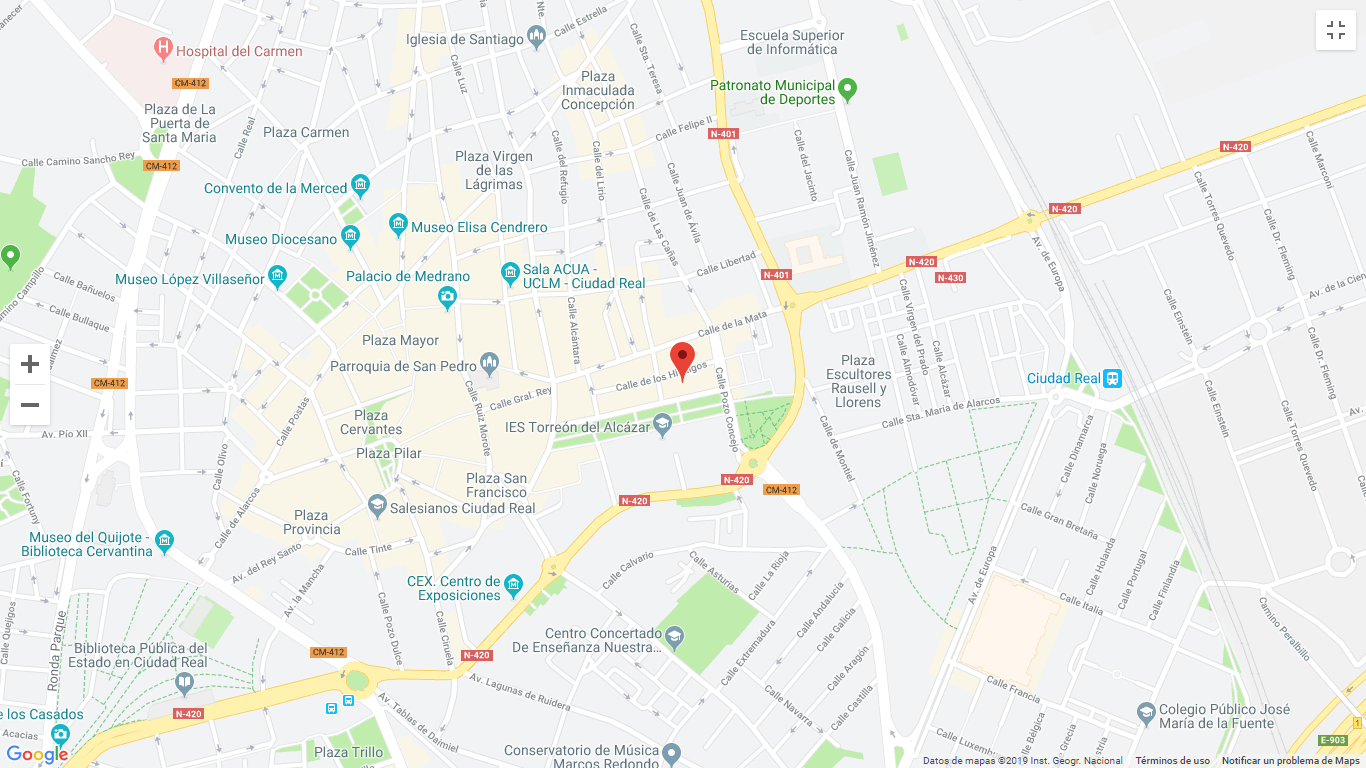 Calle Estrella
Nte.
Iglesia de Santiago
Escuela Superior
de Informática
Hospital del Carmen
CM-412
Calle Luz
Calle Sta. Teresa
Plaza
Inmaculada
Concepción
Patronato Municipal
de Deportes
Plaza de La
Puerta de
Santa Maria
Calle Real
Plaza Carmen
Calle Felipe II
N-401
N-420
Calle Marconi
Calle Camino Sancho Rey
CM-412
Plaza Virgen
de las
Lágrimas
Calle del Refugio
Calle del Lirio
Calle de Las Cañas
Calle Juan de Ávila
Calle del Jacinto
Calle Juan Ramón Jiménez
Convento de la Merced
N-420
Calle Torres Quevedo
Calle Dr. Fleming
Museo Elisa Cendrero
Museo Diocesano
Av. de Europa
Calle Libertad
Sala ACUA -
UCLM - Ciudad Real
Museo López Villaseñor
Palacio de Medrano
N-401
N-420
N-430
Camino Campillo
Calle Bañuelos
Calle Bullaque
Av. de la Cien
Calle Einstein
Calle Alcántara
Calle de la Mata
Calle Virgen del Prado
Calle Almodóvar
Calle Alcázar
Calle Dr. Fleming
Plaza Mayor
Parroquia de San Pedro
Calle de los Hidalgos
Calle Gral. Rey
Plaza
Escultores
Rausell y
Llorens
Ciudad Real
CM-412
Calle Postas
Calle Pozo Concejo
Calle Sta. María de Alarcos
Calle Einstein
Plaza
Cervantes
Calle Ruiz Morote
IES Torreón del Alcázar
Av. Pío XII
Calle de Montiel
Calle Dinamarca
Calle Noruega
Calle Torres Quevedo
Plaza Pilar
Calle Olivo
Calle de Alarcos
Plaza San
Francisco
N-420
CM-412
N-420
Calle Fortuny
Salesianos Ciudad Real
Plaza
Provincia
Calle Gran Bretaña
Museo del Quijote -
Biblioteca Cervantina
Calle Tinte
Av. del Rey Santo
Av. la Mancha
Calle Calvario
Calle Asturias
Calle La Rioja
Av. de Europa
Calle Holanda
Calle Portugal
Calle Finlandia
CEX. Centro de
Exposiciones
Calle Andalucía
Calle Galicia
Calle Italia
Camino Peralbillo
Calle Quejigos
Ronda Parque
Calle Pozo Dulce
Calle Ciruela
Centro Concertado
De Enseñanza Nuestra...
Calle Extremadura
Calle Aragón
Biblioteca Pública del
Estado en Ciudad Real
CM-412
N-420
Av. Lagunas de Ruidera
Calle Castilla
Calle Navarra
Calle Francia
N-420
Av. Tablas de Daimiel
e los Casados
Acacias
Colegio Público José
María de la Fuente
Calle Bélgica
Calle Grecia
Calle Luxemburgo
1
E-903
Plaza Trillo
Conservatorio de Música
Marcos Redondo
Google
Datos de mapas ©2019 Inst. Geogr. Nacional
Términos de uso
Notificar un problema de Maps